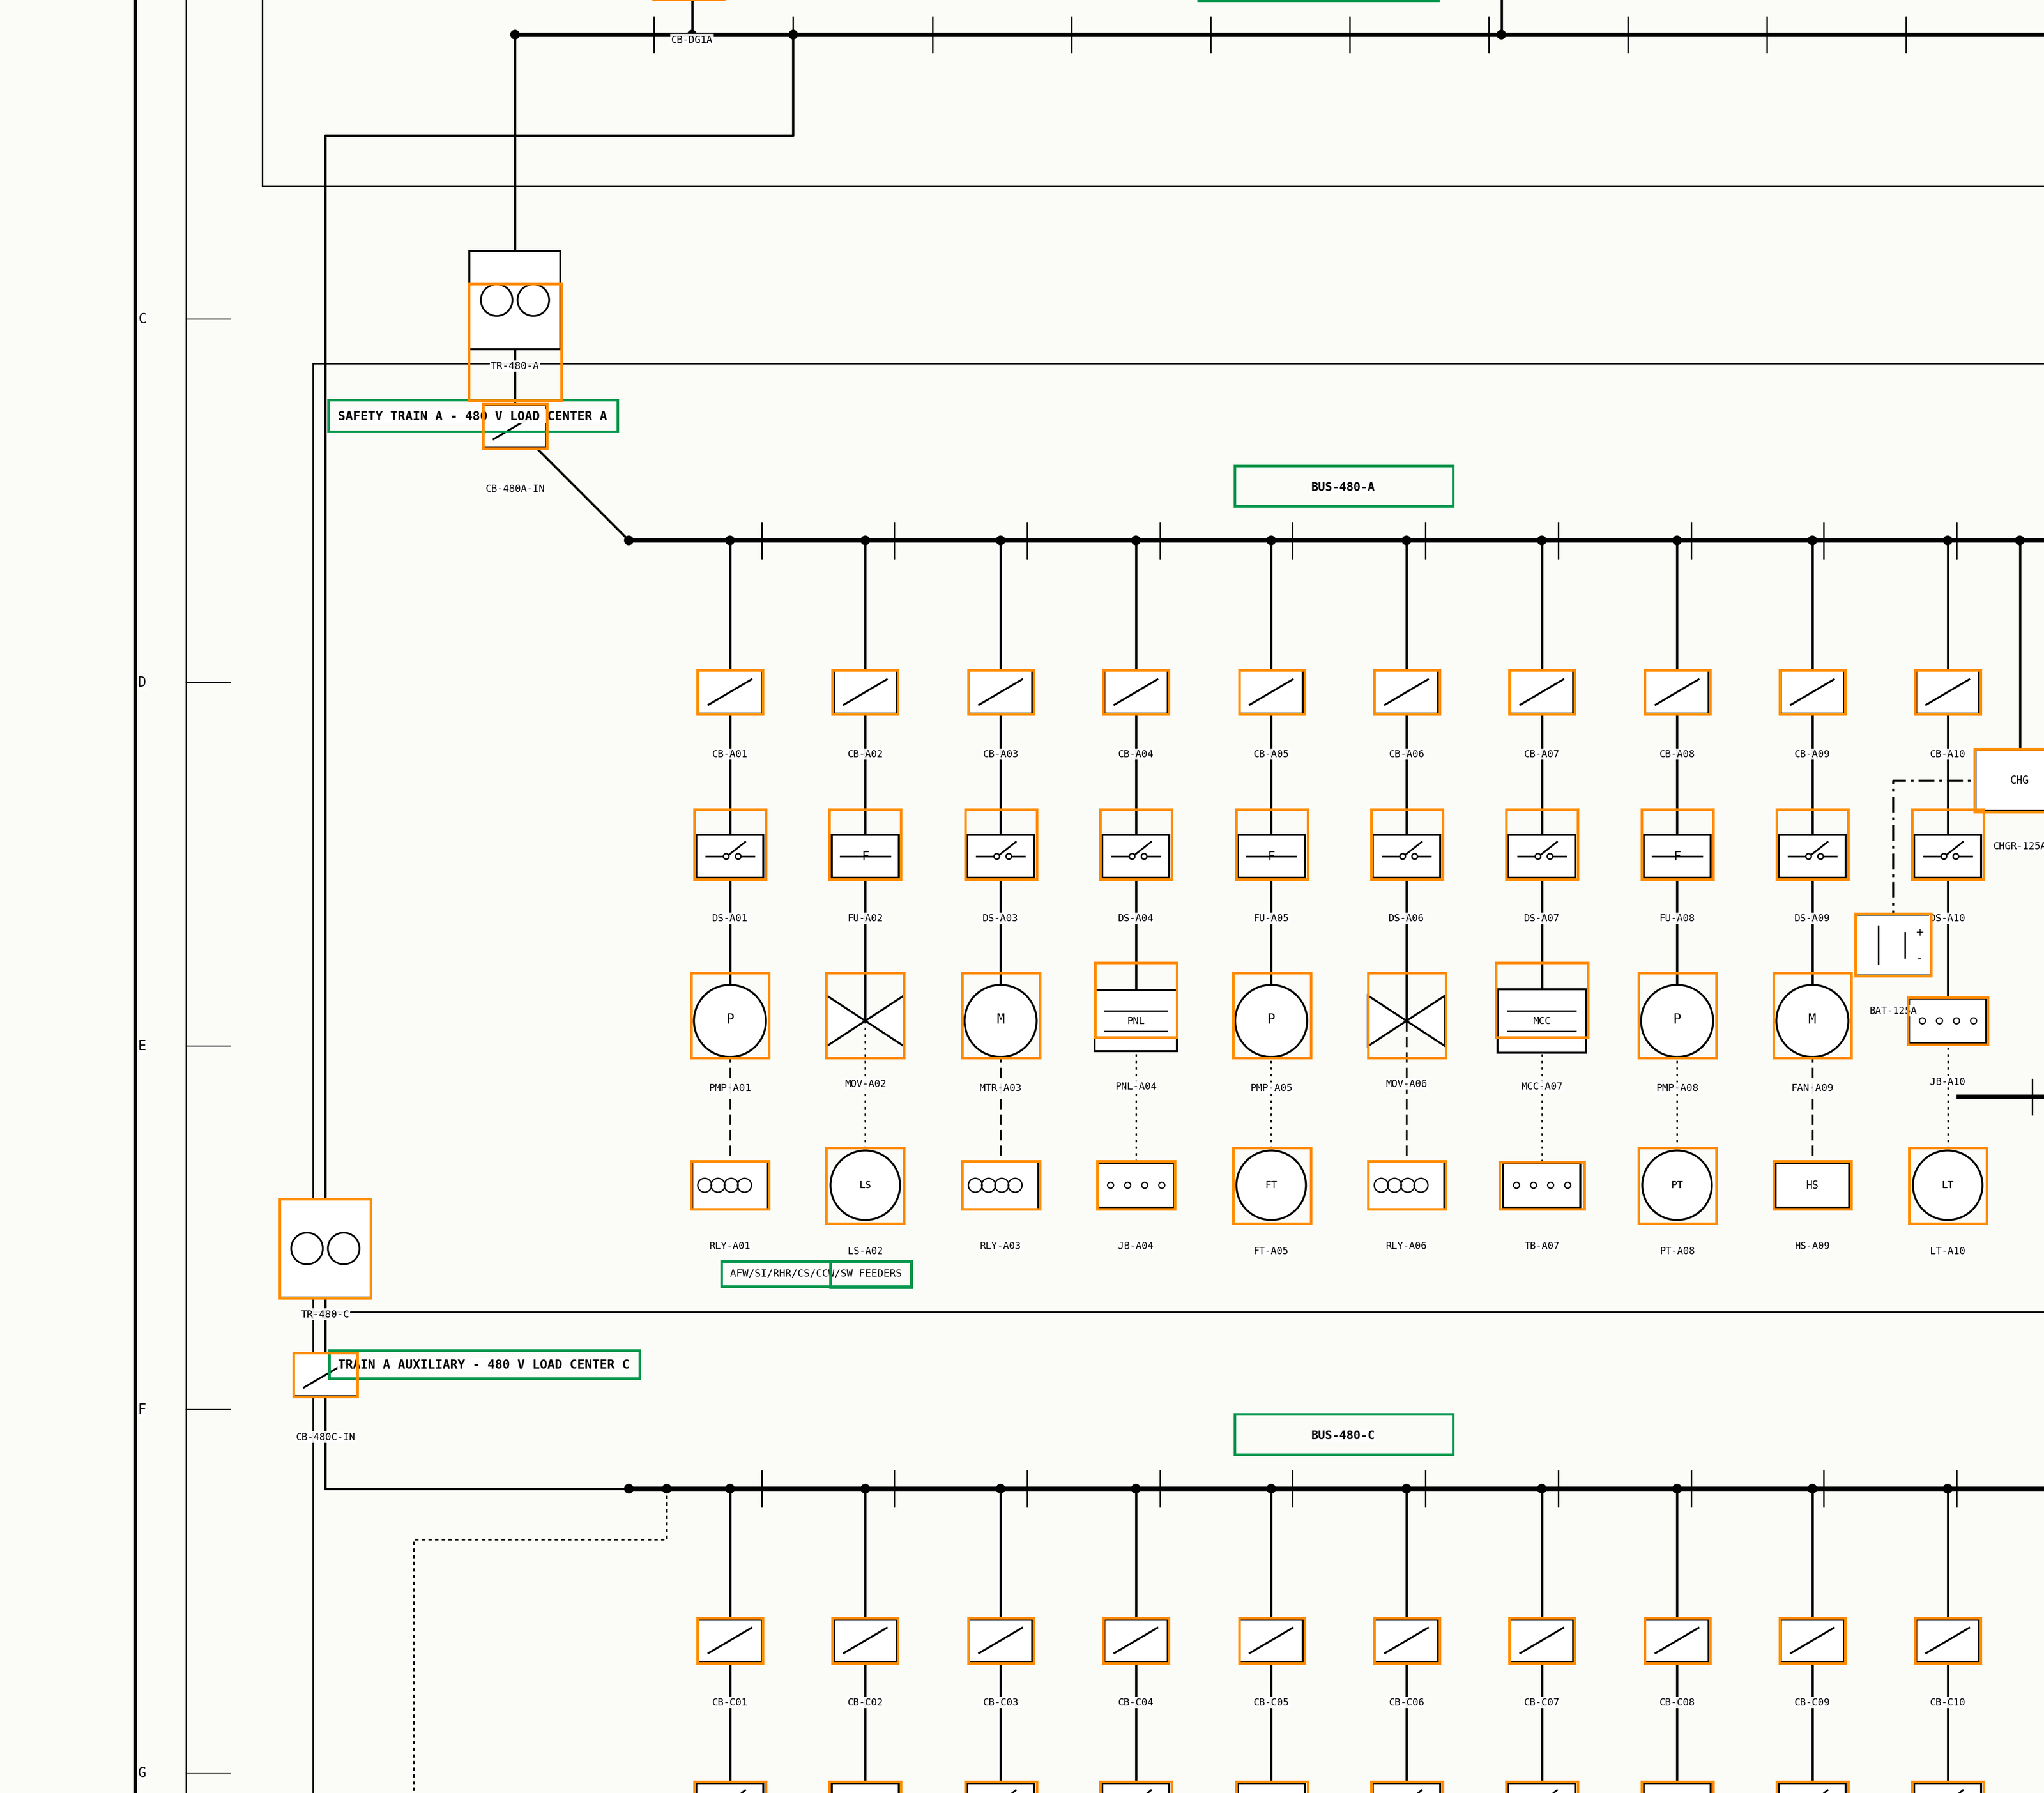 CB-DG1A
C
TR-480-A
SAFETY TRAIN A - 480 V LOAD CENTER A
CB-480A-IN
BUS-480-A
D
CB-A01 CB-A02 CB-A03 CB-A04 CB-A05 CB-A06 CB-A07 CB-A08 CB-A09 CB-A10
CHG
CHGR-125A
F F F
DS-A01 FU-A02 DS-A03 DS-A04 FU-A05 DS-A06 DS-A07 FU-A08 DS-A09 DS-A10
+
-
BAT-125A
P M PNL P MCC P M
E
PMP-A01 MOV-A02 MTR-A03 PNL-A04 PMP-A05 MOV-A06 MCC-A07 PMP-A08 FAN-A09 JB-A10
LS FT PT HS LT
RLY-A01 LS-A02 RLY-A03 JB-A04 FT-A05 RLY-A06 TB-A07 PT-A08 HS-A09 LT-A10
AFW/SI/RHR/CS/CCW/SW FEEDERS
TR-480-C
TRAIN A AUXILIARY - 480 V LOAD CENTER C
F
CB-480C-IN
BUS-480-C
CB-C01 CB-C02 CB-C03 CB-C04 CB-C05 CB-C06 CB-C07 CB-C08 CB-C09 CB-C10
G